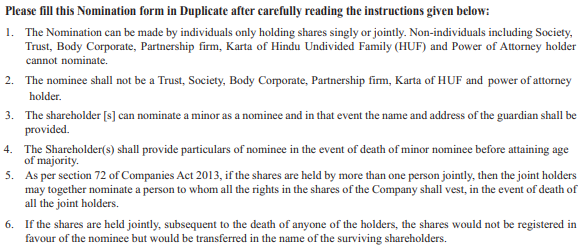 Please fill this Nomination form in Duplicate after carefully reading the instructions given below:
1. The Nomination can be made by individuals only holding shares singly or jointly. Non-individuals including Society,
Trust, Body Corporate, Partnership firm, Karta of Hindu Undivided Family (HUF) and Power of Attorney holder
cannot nominate.
2. The nominee shall not be a Trust, Society, Body Corporate, Partnership firm, Karta of HUF and power of attorney
holder.
3. The shareholder [s] can nominate a minor as a nominee and in that event the name and address of the guardian shall be
provided.
4. The Shareholder(s) shall provide particulars of nominee in the event of death of minor nominee before attaining age
of majority.
5. As per section 72 of Companies Act 2013, if the shares are held by more than one person jointly, then the joint holders
may together nominate a person to whom all the rights in the shares of the Company shall vest, in the event of death of
all the joint holders.
6. If the shares are held jointly, subsequent to the death of anyone of the holders, the shares would not be registered in
favour of the nominee but would be transferred in the name of the surviving shareholders.